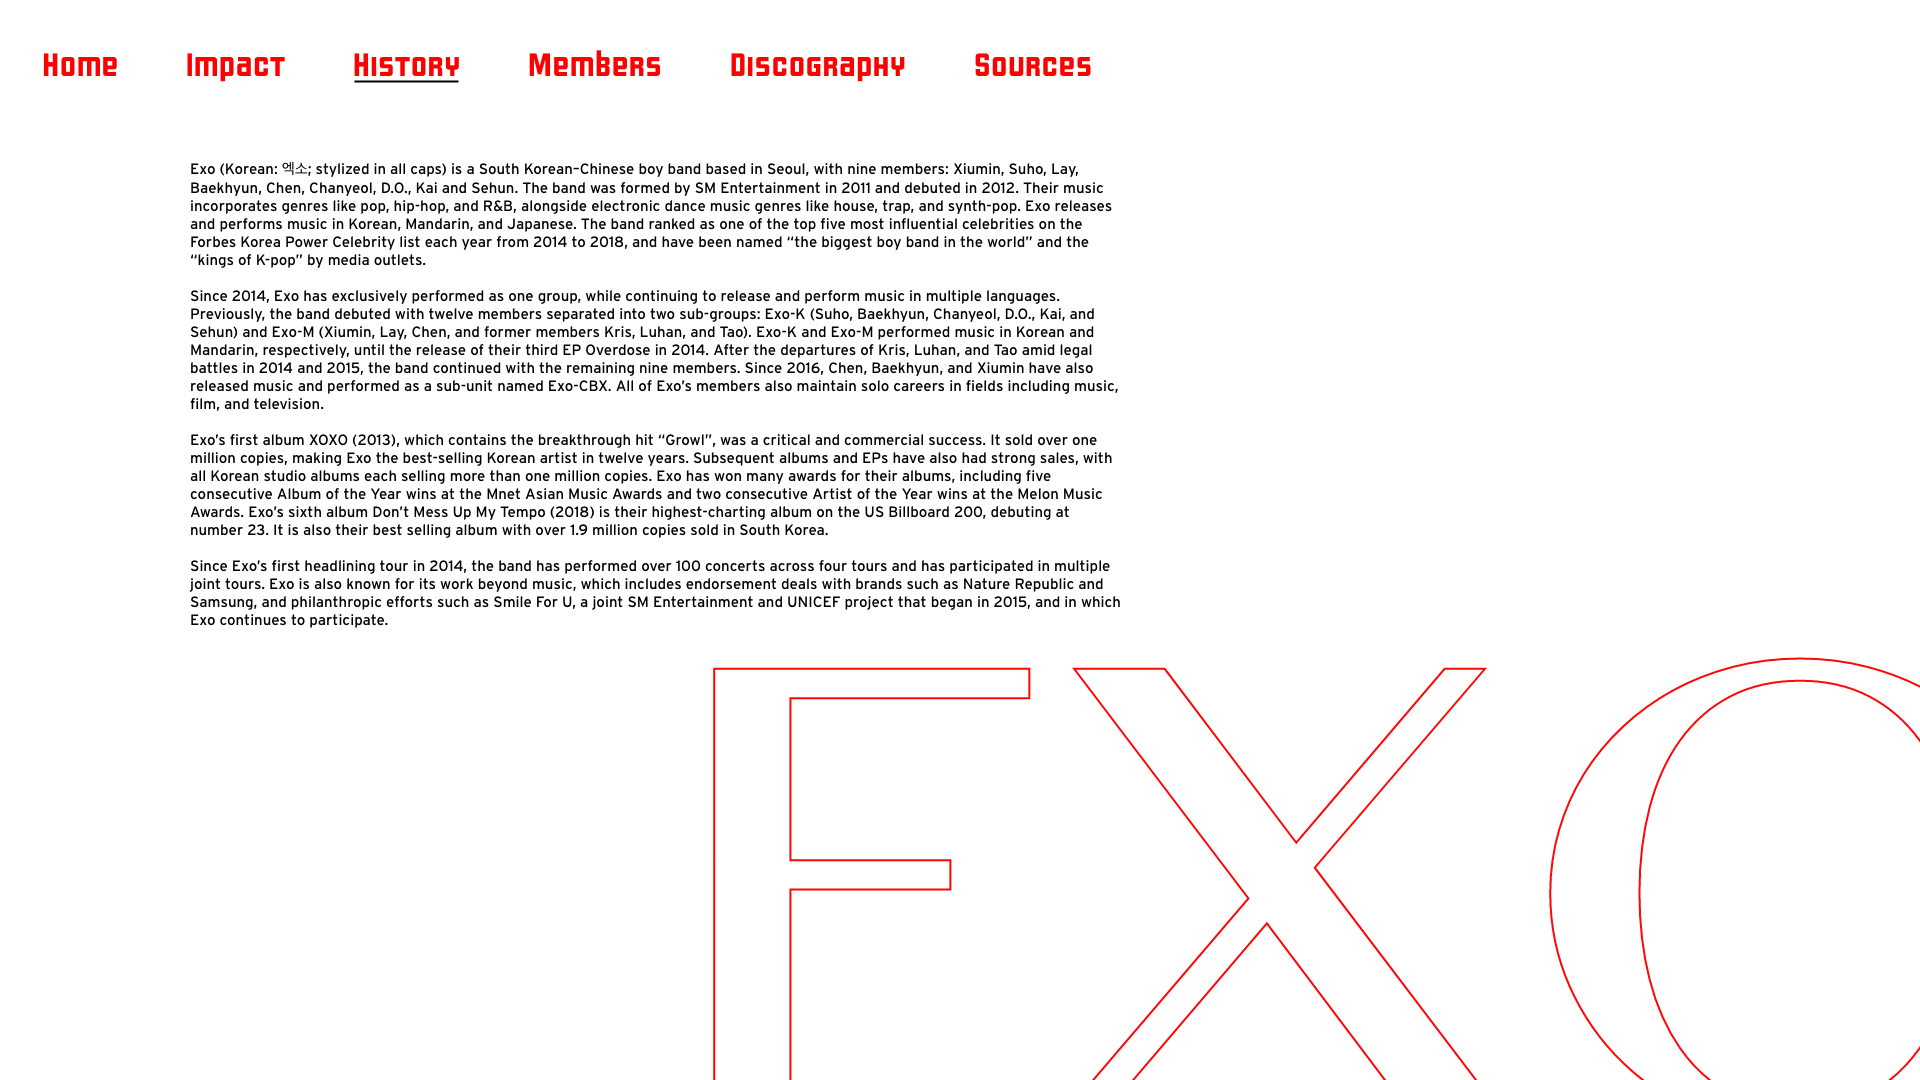 Home Impact History Members Discography Sources
Exo (Korean: 엑소; stylized in all caps) is a South Korean–Chinese boy band based in Seoul, with nine members: Xiumin, Suho, Lay,
Baekhyun, Chen, Chanyeol, D.O., Kai and Sehun. The band was formed by SM Entertainment in 2011 and debuted in 2012. Their music
incorporates genres like pop, hip-hop, and R&B, alongside electronic dance music genres like house, trap, and synth-pop. Exo releases
and performs music in Korean, Mandarin, and Japanese. The band ranked as one of the top five most influential celebrities on the
Forbes Korea Power Celebrity list each year from 2014 to 2018, and have been named “the biggest boy band in the world” and the
“kings of K-pop” by media outlets.
Since 2014, Exo has exclusively performed as one group, while continuing to release and perform music in multiple languages.
Previously, the band debuted with twelve members separated into two sub-groups: Exo-K (Suho, Baekhyun, Chanyeol, D.O., Kai, and
Sehun) and Exo-M (Xiumin, Lay, Chen, and former members Kris, Luhan, and Tao). Exo-K and Exo-M performed music in Korean and
Mandarin, respectively, until the release of their third EP Overdose in 2014. After the departures of Kris, Luhan, and Tao amid legal
battles in 2014 and 2015, the band continued with the remaining nine members. Since 2016, Chen, Baekhyun, and Xiumin have also
released music and performed as a sub-unit named Exo-CBX. All of Exo’s members also maintain solo careers in fields including music,
film, and television.
Exo’s first album XOXO (2013), which contains the breakthrough hit “Growl”, was a critical and commercial success. It sold over one
million copies, making Exo the best-selling Korean artist in twelve years. Subsequent albums and EPs have also had strong sales, with
all Korean studio albums each selling more than one million copies. Exo has won many awards for their albums, including five
consecutive Album of the Year wins at the Mnet Asian Music Awards and two consecutive Artist of the Year wins at the Melon Music
Awards. Exo’s sixth album Don’t Mess Up My Tempo (2018) is their highest-charting album on the US Billboard 200, debuting at
number 23. It is also their best selling album with over 1.9 million copies sold in South Korea.
Since Exo’s first headlining tour in 2014, the band has performed over 100 concerts across four tours and has participated in multiple
joint tours. Exo is also known for its work beyond music, which includes endorsement deals with brands such as Nature Republic and
Samsung, and philanthropic efforts such as Smile For U, a joint SM Entertainment and UNICEF project that began in 2015, and in which
Exo continues to participate.
EXO